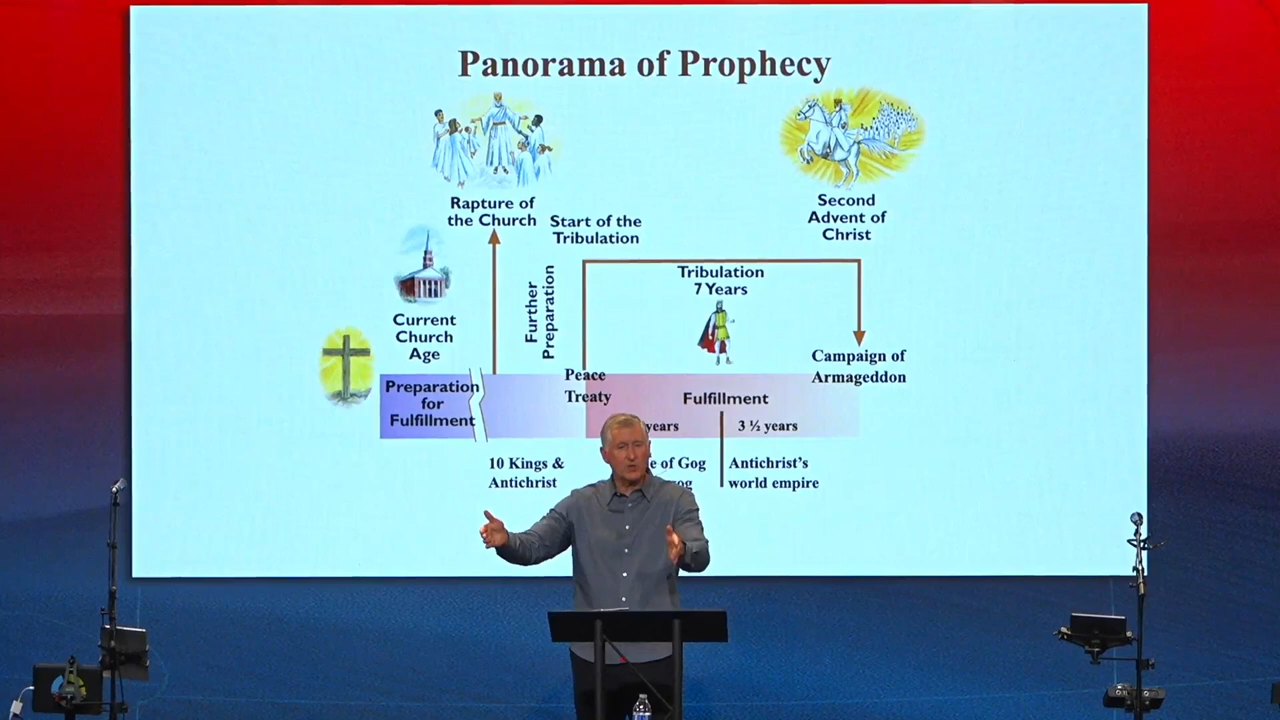 Panorama of Prophecy
Rapture of
the Church
Start of the
Tribulation
Second
Advent of
Christ
Further
Preparation
Tribulation
7 Years
Current
Church
Age
Campaign of
Armageddon
Preparation
for
Fulfillment
Peace
Treaty
Fulfillment
years
3 ½ years
10 Kings &
Antichrist
of Gog
Antichrist's
world empire